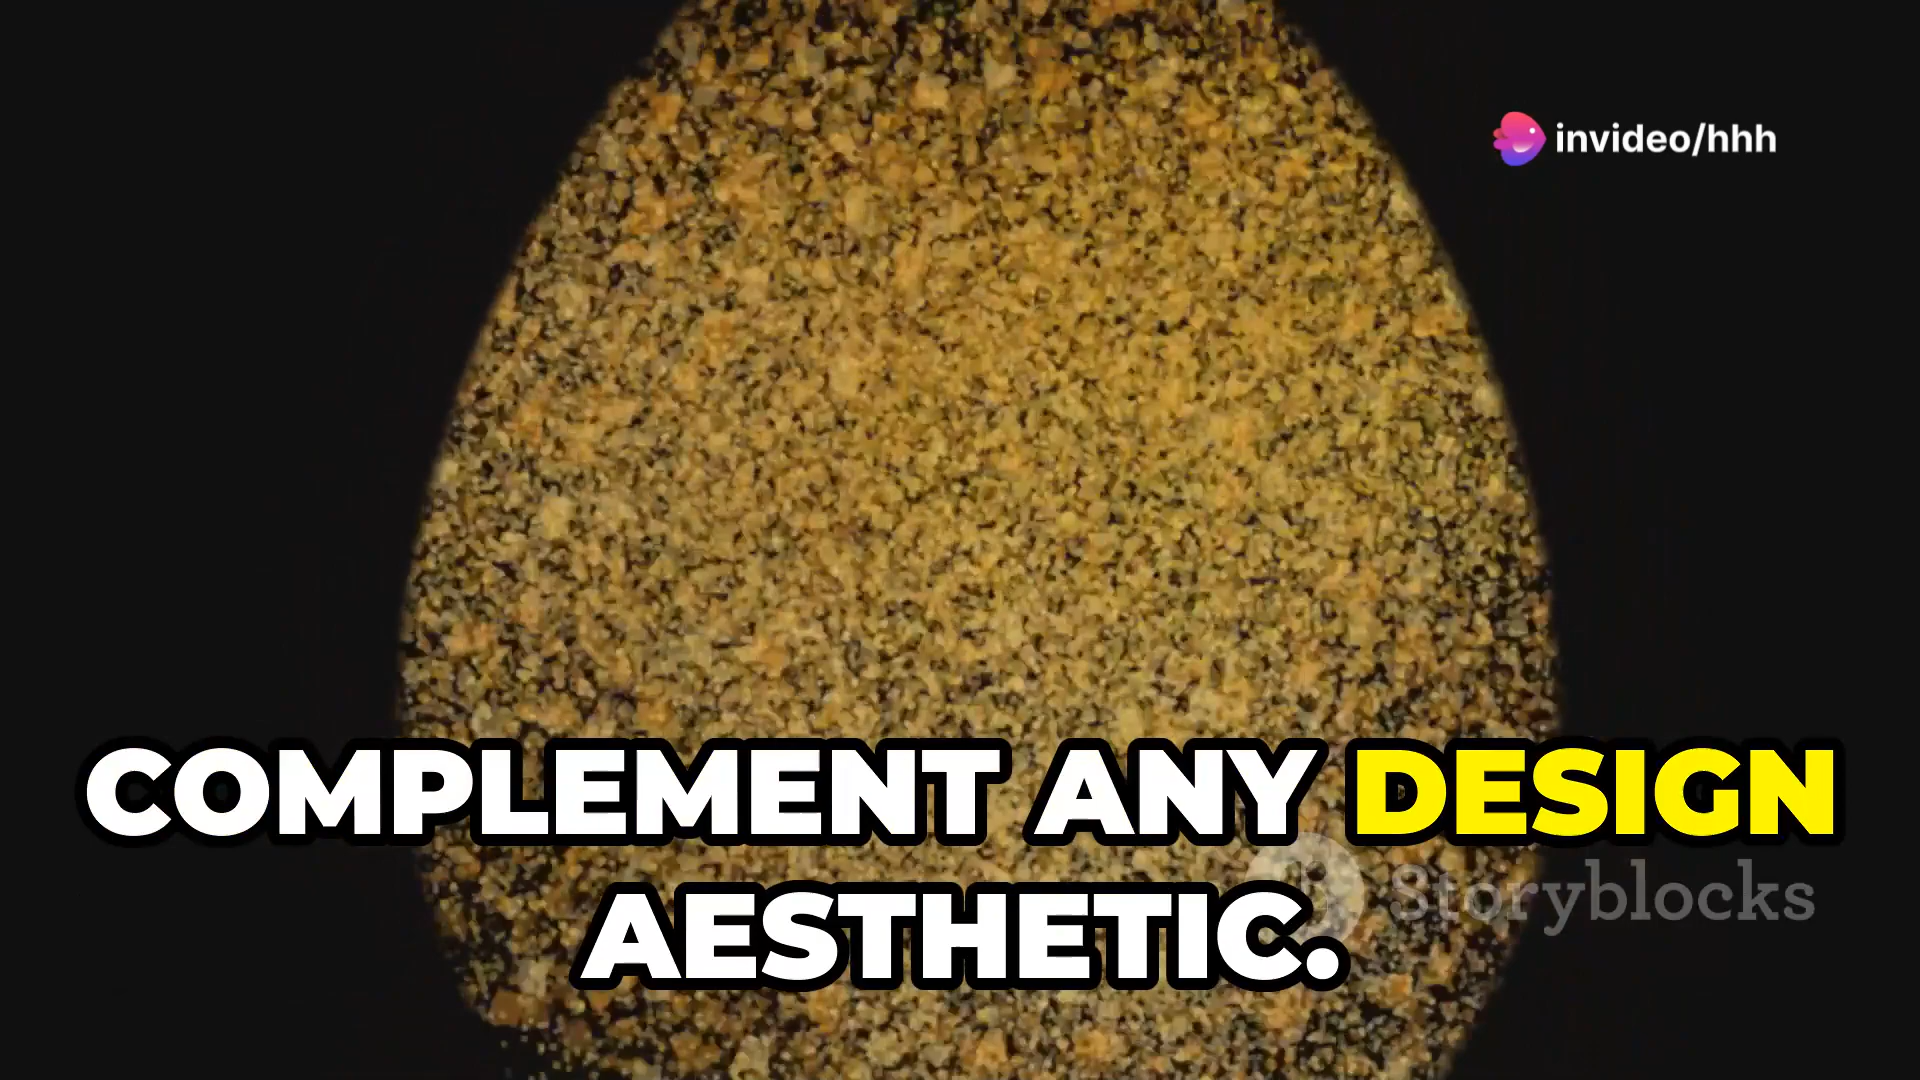 invideo/hhh
COMPLEMENT ANY DESIGN
Storyblocks
AESTHETIC.